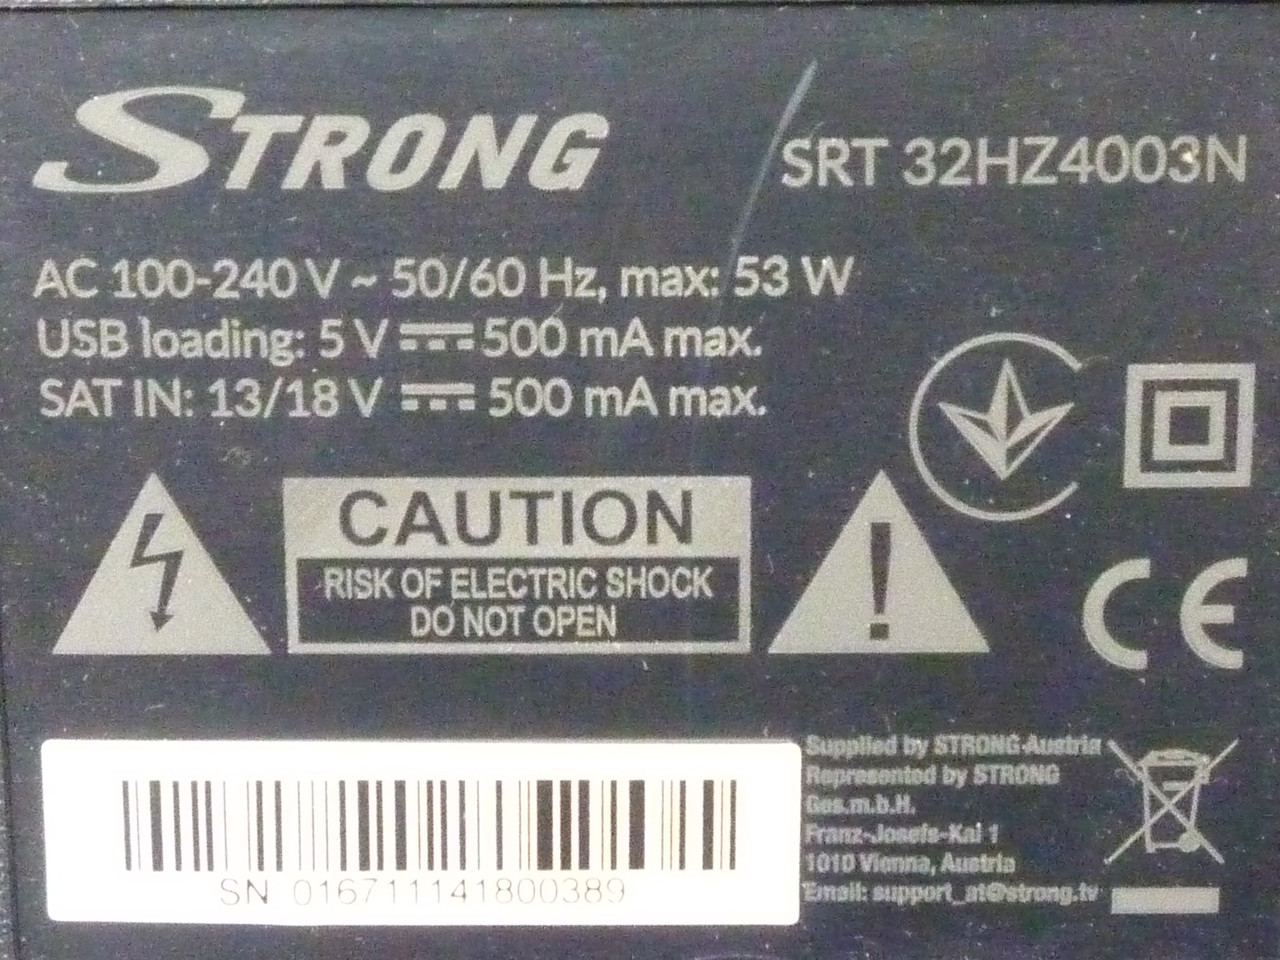 STRONG
SRT 32HZ4003N
AC 100-240 V ~ 50/60 Hz, max: 53 W
USB loading: 5 V ⎓ 500 mA max.
SAT IN: 13/18 V ⎓ 500 mA max.
CAUTION
RISK OF ELECTRIC SHOCK
DO NOT OPEN
CE
Supplied by STRONG Austria
Represented by STRONG
Ges.m.b.H.
Franz-Josefs-Kai 1
1010 Vienna, Austria
Email: support_at@strong.tv
SN 016711141800389